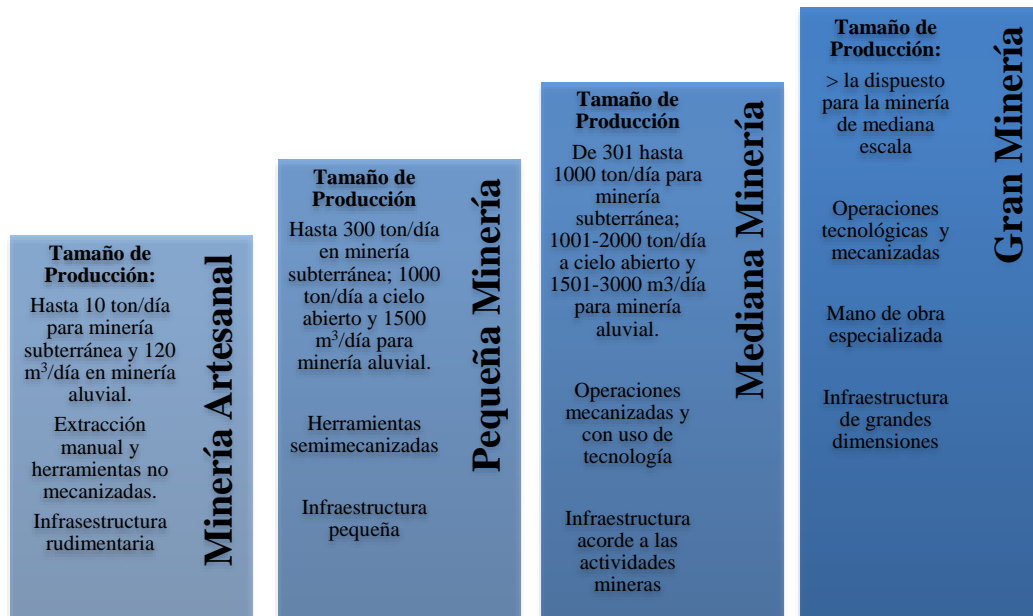 Tamaño de
Producción:
Hasta 10 ton/día
para minería
subterránea y 120
m³/día en minería
aluvial.
Extracción
manual y
herramientas no
mecanizadas.
Infrasestructura
rudimentaria
Minería Artesanal
Tamaño de
Producción
Hasta 300 ton/día
en minería
subterránea; 1000
ton/día a cielo
abierto y 1500
m³/día para
minería aluvial.
Herramientas
semimecanizadas
Infraestructura
pequeña
Pequeña Minería
Tamaño de
Producción
De 301 hasta
1000 ton/día para
minería
subterránea;
1001-2000 ton/día
a cielo abierto y
1501-3000 m3/día
para minería
aluvial.
Operaciones
mecanizadas y
con uso de
tecnología
Infraestructura
acorde a las
actividades
mineras
Mediana Minería
Tamaño de
Producción:
> la dispuesto
para la minería
de mediana
escala
Operaciones
tecnológicas y
mecanizadas
Mano de obra
especializada
Infraestructura
de grandes
dimensiones
Gran Minería